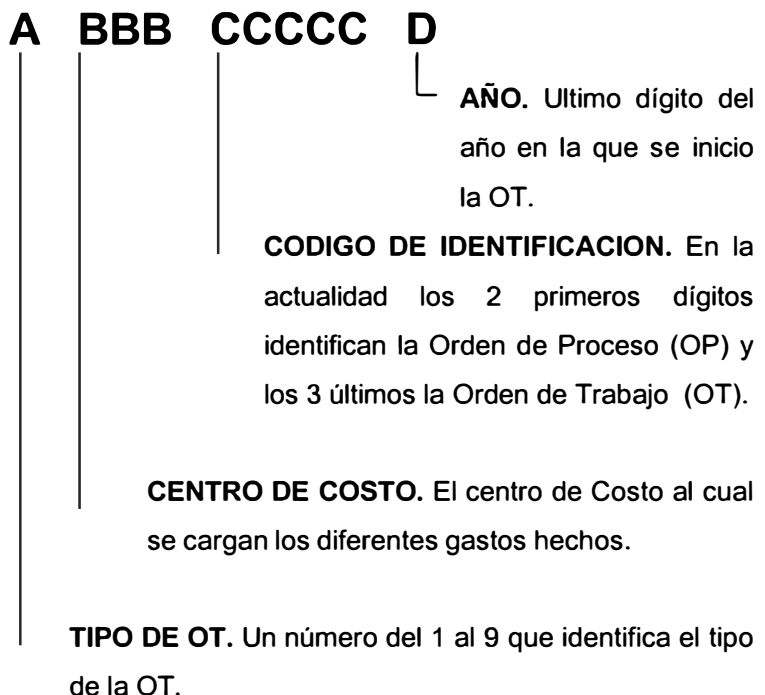 A BBB CCCCC D
AÑO. Ultimo dígito del
año en la que se inicio
la OT.
CODIGO DE IDENTIFICACION. En la
actualidad los 2 primeros dígitos
identifican la Orden de Proceso (OP) y
los 3 últimos la Orden de Trabajo (OT).
CENTRO DE COSTO. El centro de Costo al cual
se cargan los diferentes gastos hechos.
TIPO DE OT. Un número del 1 al 9 que identifica el tipo
de la OT.